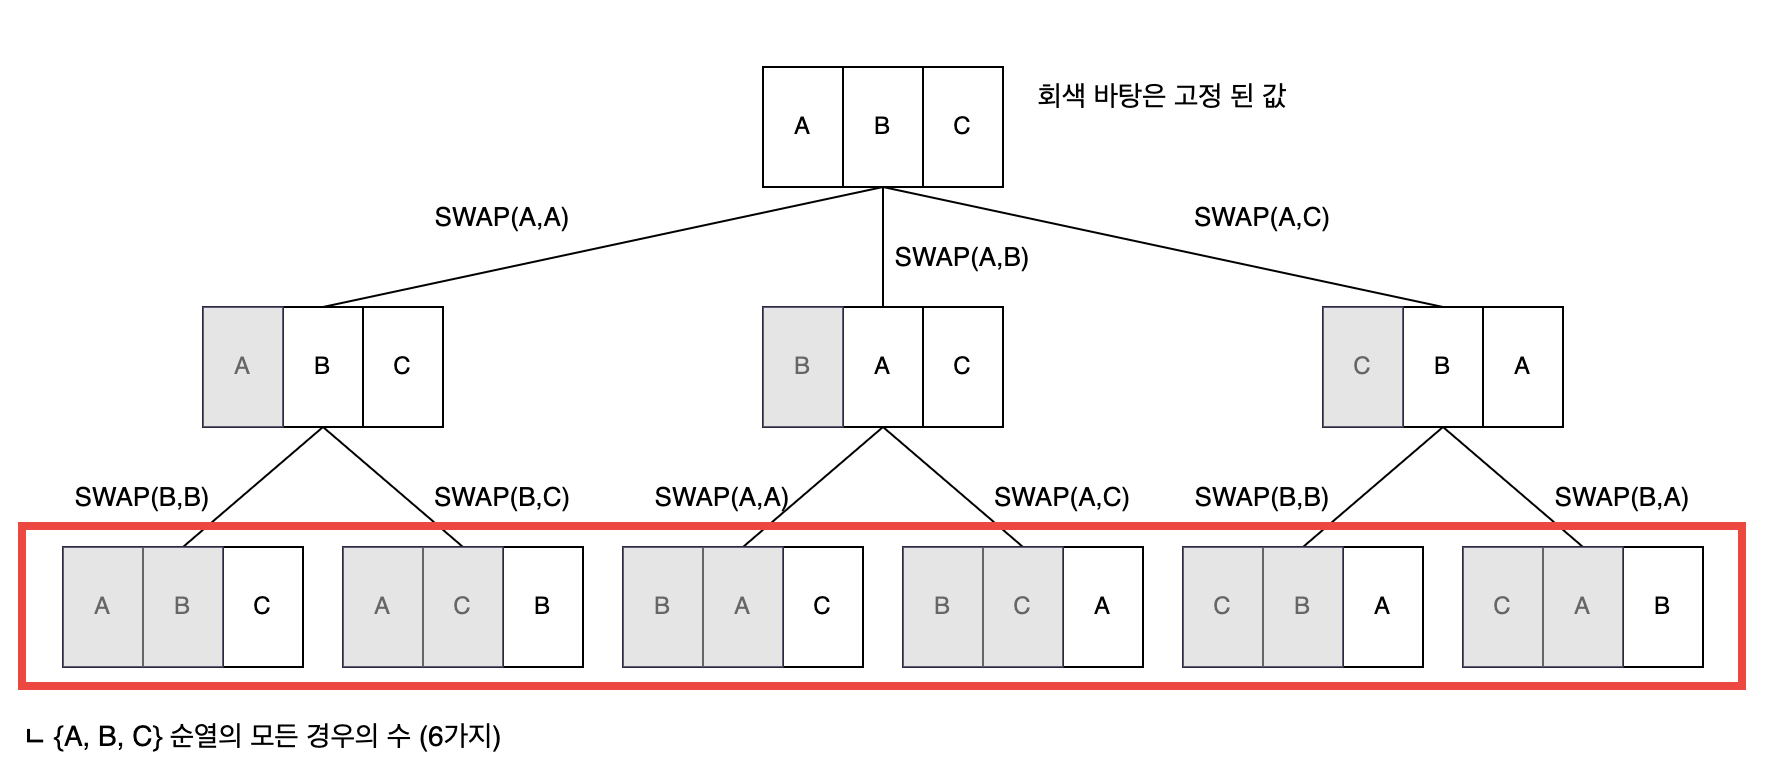 A B C
회색 바탕은 고정 된 값
SWAP(A,A)
SWAP(A,B)
SWAP(A,C)
A B C
B A C
C B A
SWAP(B,B)
SWAP(B,C)
SWAP(A,A)
SWAP(A,C)
SWAP(B,B)
SWAP(B,A)
A B C
A C B
B A C
B C A
C B A
C A B
ㄴ {A, B, C} 순열의 모든 경우의 수 (6가지)